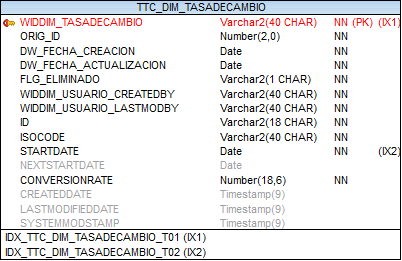 TTC_DIM_TASADECAMBIO
WIDDIM_TASADECAMBIO Varchar2(40 CHAR) NN (PK) (IX1)
ORIG_ID Number(2,0) NN
DW_FECHA_CREACION Date NN
DW_FECHA_ACTUALIZACION Date NN
FLG_ELIMINADO Varchar2(1 CHAR) NN
WIDDIM_USUARIO_CREATEDBY Varchar2(40 CHAR) NN
WIDDIM_USUARIO_LASTMODBY Varchar2(40 CHAR) NN
ID Varchar2(18 CHAR) NN
ISOCODE Varchar2(40 CHAR) NN
STARTDATE Date NN (IX2)
NEXTSTARTDATE Date
CONVERSIONRATE Number(18,6) NN
CREATEDDATE Timestamp(9)
LASTMODIFIEDDATE Timestamp(9)
SYSTEMMODSTAMP Timestamp(9)
IDX_TTC_DIM_TASADECAMBIO_T01 (IX1)
IDX_TTC_DIM_TASADECAMBIO_T02 (IX2)